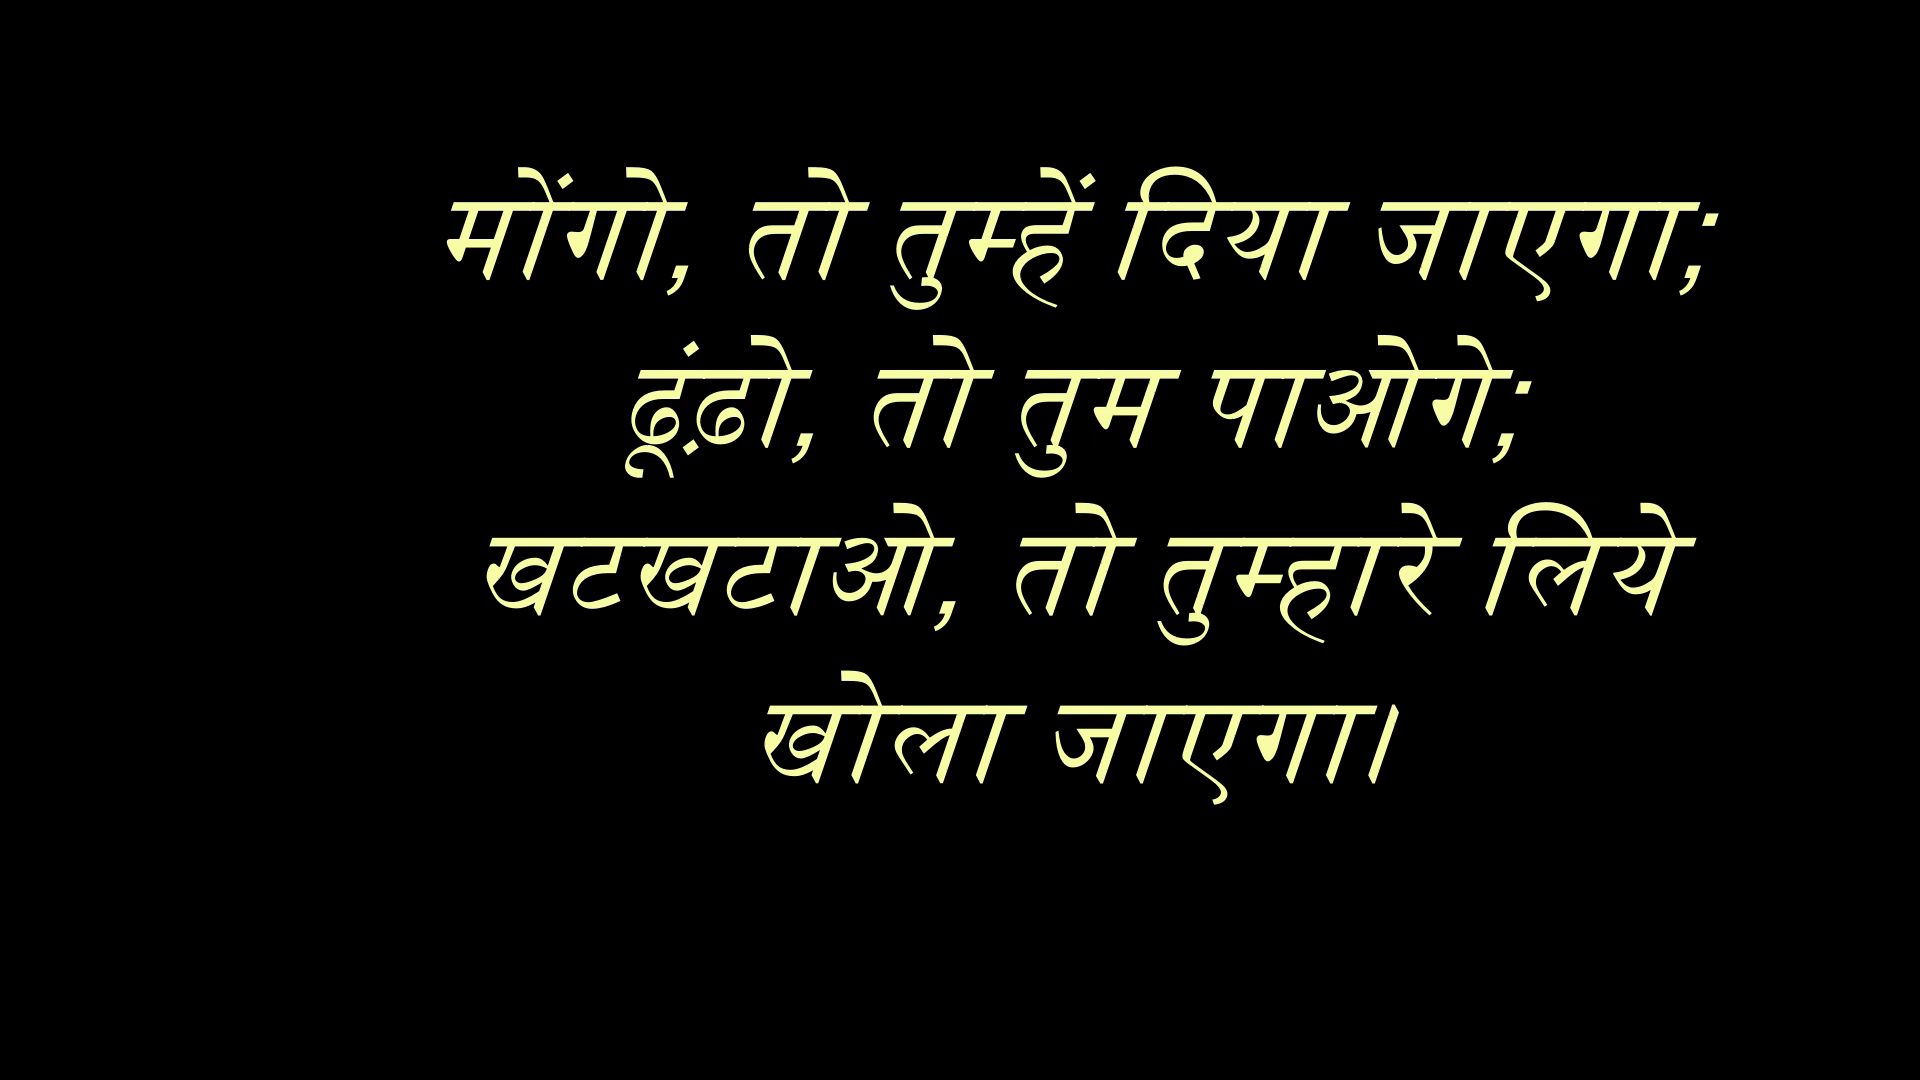 मोंगो, तो तुम्हें दिया जाएगा;
ढूंढ़ो, तो तुम पाओगे;
खटखटाओ, तो तुम्हारे लिये
खोला जाएगा।